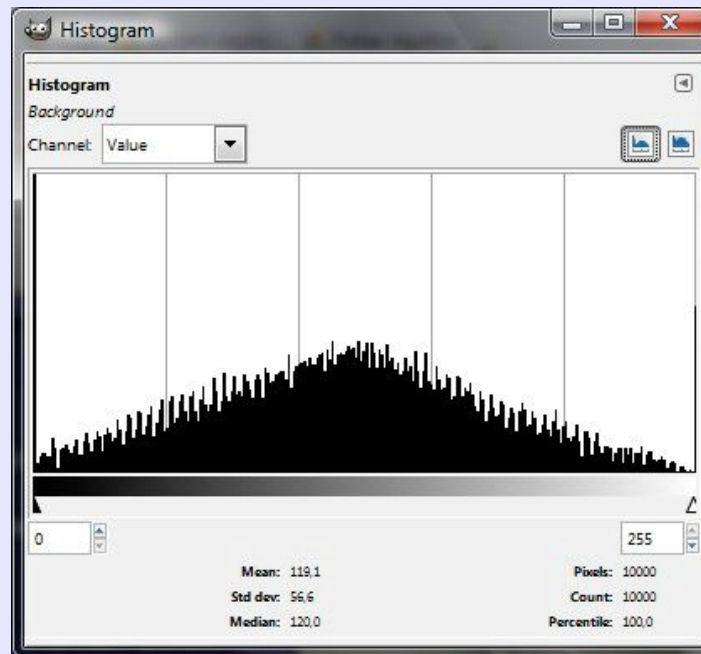 Histogram
Histogram
Background
Channel: Value
0 255
Mean: 119,1 Pixels: 10000
Std dev: 56,6 Count: 10000
Median: 120,0 Percentile: 100,0